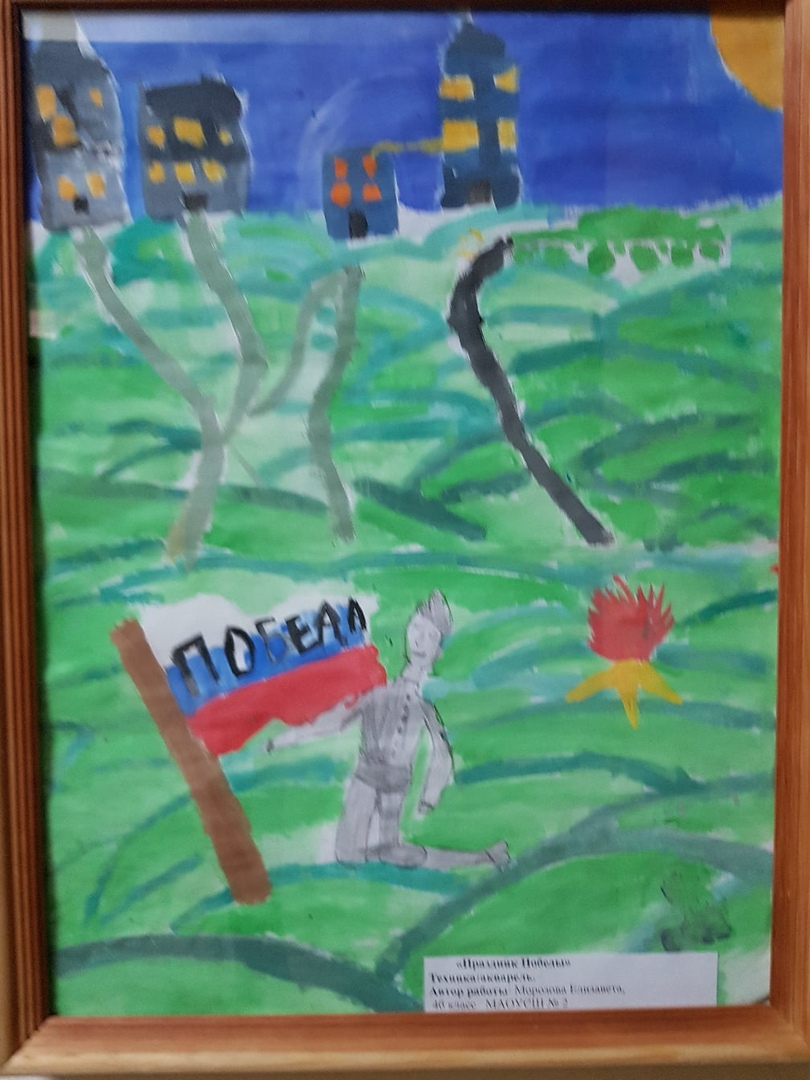 ПОБЕДА
«Праздник Победы»
Техника:акварель.
Автор работы: Морозова Елизавета,
4б класс МАОУСШ № 2